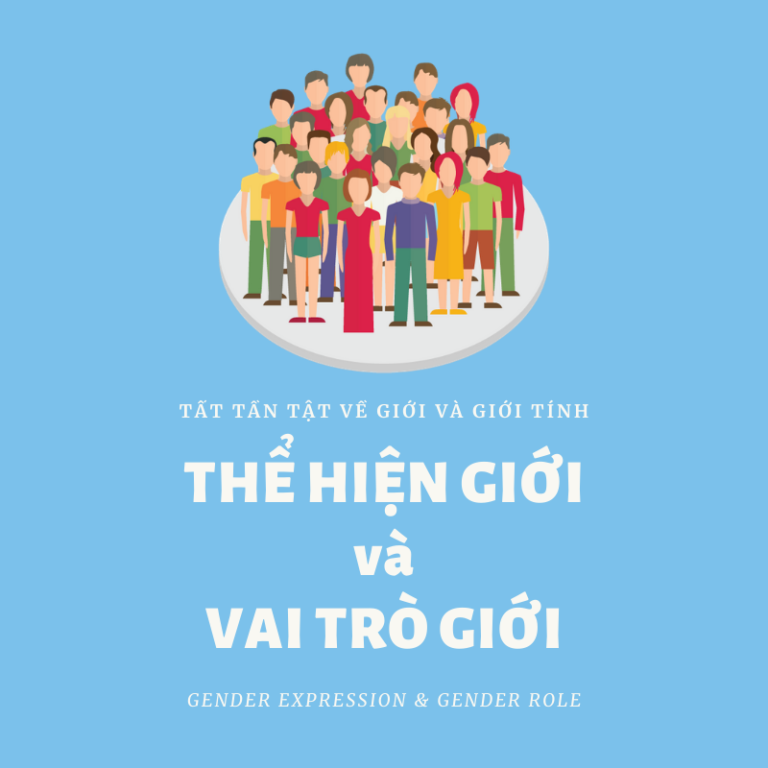 TẤT TẦN TẬT VỀ GIỚI VÀ GIỚI TÍNH
THỂ HIỆN GIỚI
và
VAI TRÒ GIỚI
GENDER EXPRESSION & GENDER ROLE